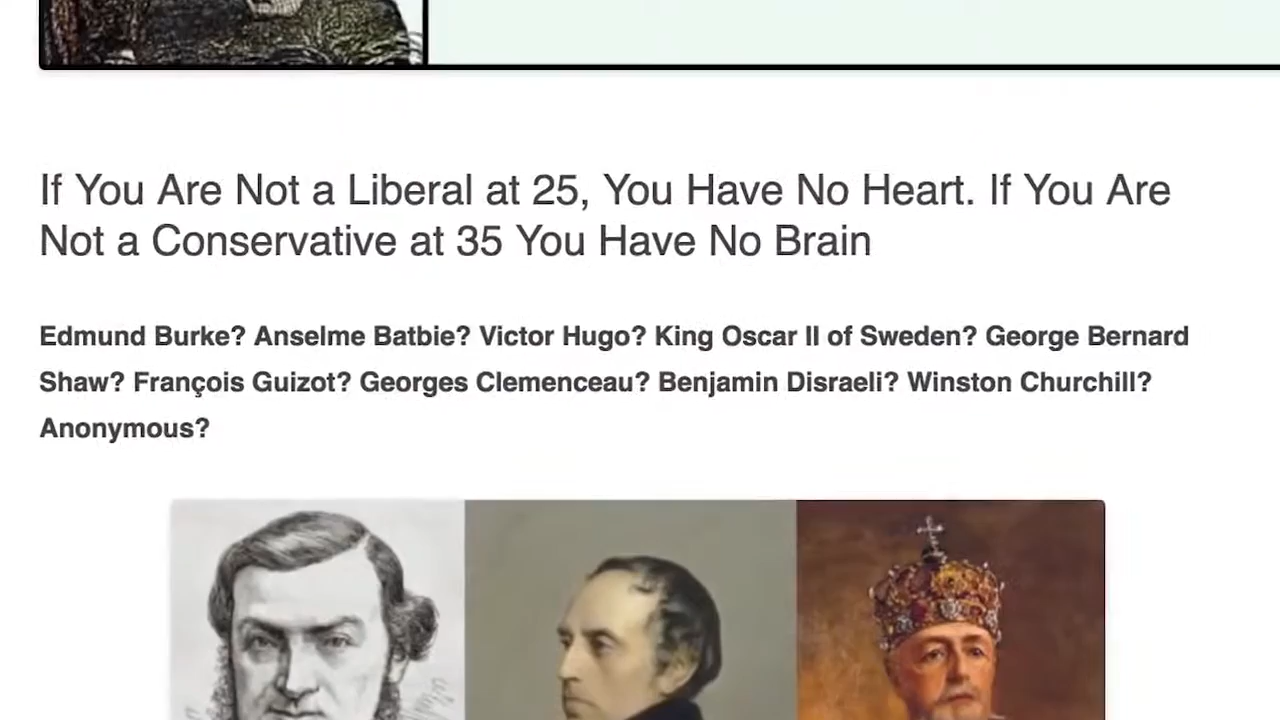 If You Are Not a Liberal at 25, You Have No Heart. If You Are
Not a Conservative at 35 You Have No Brain
Edmund Burke? Anselme Batbie? Victor Hugo? King Oscar II of Sweden? George Bernard
Shaw? François Guizot? Georges Clemenceau? Benjamin Disraeli? Winston Churchill?
Anonymous?